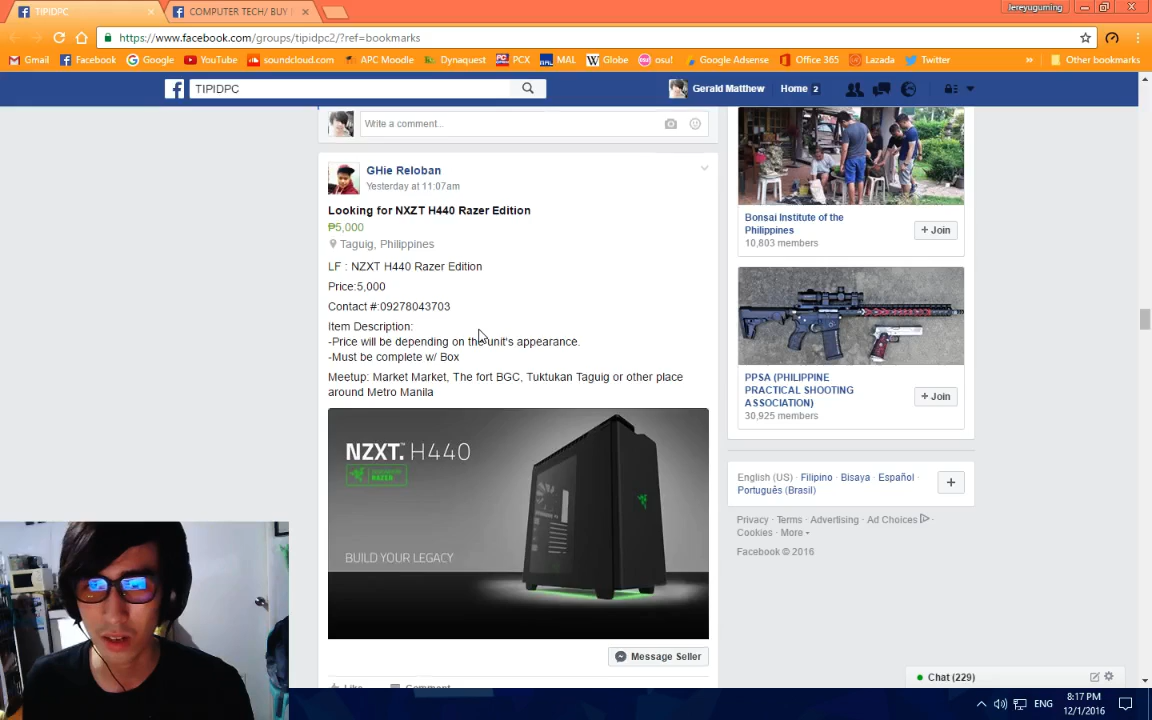 TIPIDPC
COMPUTER TECH/ BUY
Jereyuguming
https://www.facebook.com/groups/tipidpc2/?ref=bookmarks
Gmail Facebook Google YouTube soundcloud.com APC Moodle Dynaquest PCX MAL Globe osu! Google Adsense Office 365 Lazada Twitter » Other bookmarks
TIPIDPC
Gerald Matthew Home 2
Write a comment...
GHie Reloban
Yesterday at 11:07am
Looking for NXZT H440 Razer Edition
₱5,000
Taguig, Philippines
LF : NZXT H440 Razer Edition
Price:5,000
Contact #:09278043703
Item Description:
-Price will be depending on the unit's appearance.
-Must be complete w/ Box
Meetup: Market Market, The fort BGC, Tuktukan Taguig or other place
around Metro Manila
NZXT H440
RAZER
BUILD YOUR LEGACY
Message Seller
Like Comment
Bonsai Institute of the
Philippines
10,803 members
+ Join
PPSA (PHILIPPINE
PRACTICAL SHOOTING
ASSOCIATION)
30,925 members
+ Join
English (US) · Filipino · Bisaya · Español ·
Português (Brasil)
Privacy · Terms · Advertising · Ad Choices ·
Cookies · More
Facebook © 2016
Chat (229)
ENG
8:17 PM
12/1/2016